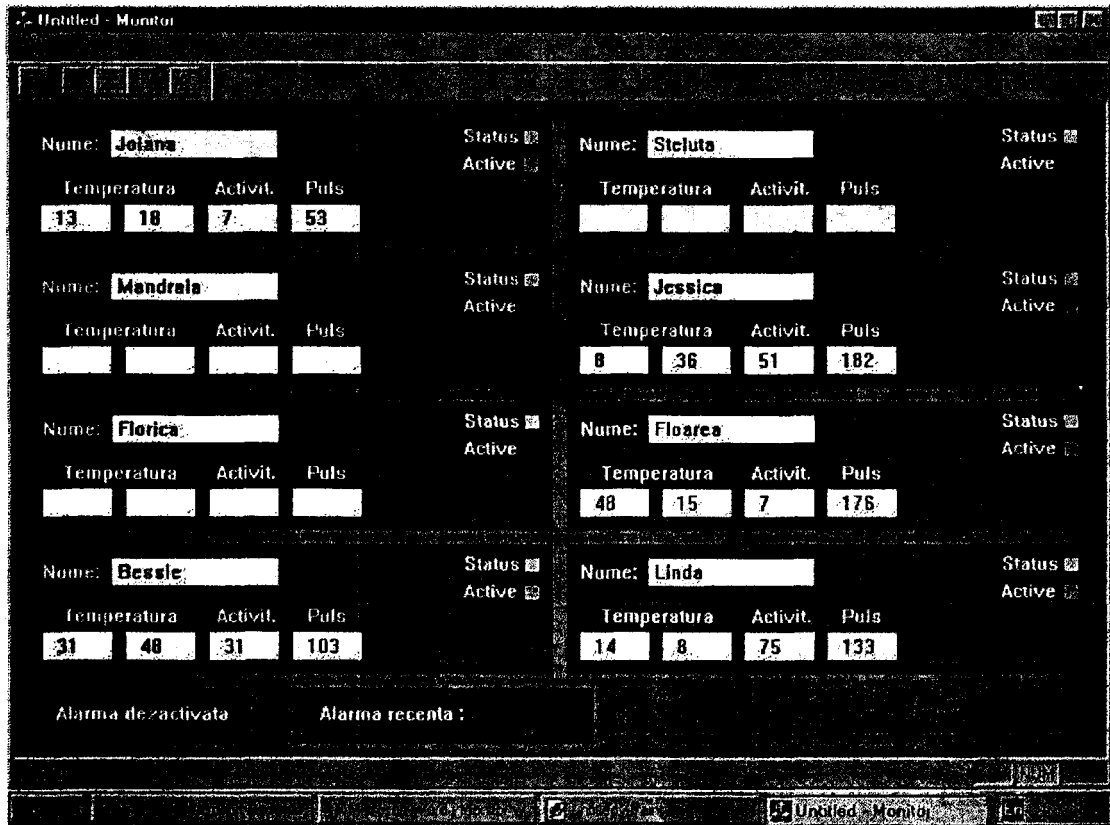 Untitled - Monitor
Nume: Joiana Status
Active
Temperatura Activit. Puls
13 18 7 53
Nume: Steluta Status
Active
Temperatura Activit. Puls
Nume: Mandraia Status
Active
Temperatura Activit. Puls
Nume: Jessica Status
Active
Temperatura Activit. Puls
8 36 51 182
Nume: Florica Status
Active
Temperatura Activit. Puls
Nume: Floarea Status
Active
Temperatura Activit. Puls
48 15 7 176
Nume: Bessie Status
Active
Temperatura Activit. Puls
31 48 31 103
Nume: Linda Status
Active
Temperatura Activit. Puls
14 8 75 133
Alarma dezactivata Alarma recenta :
NUM
Untitled - Monitor